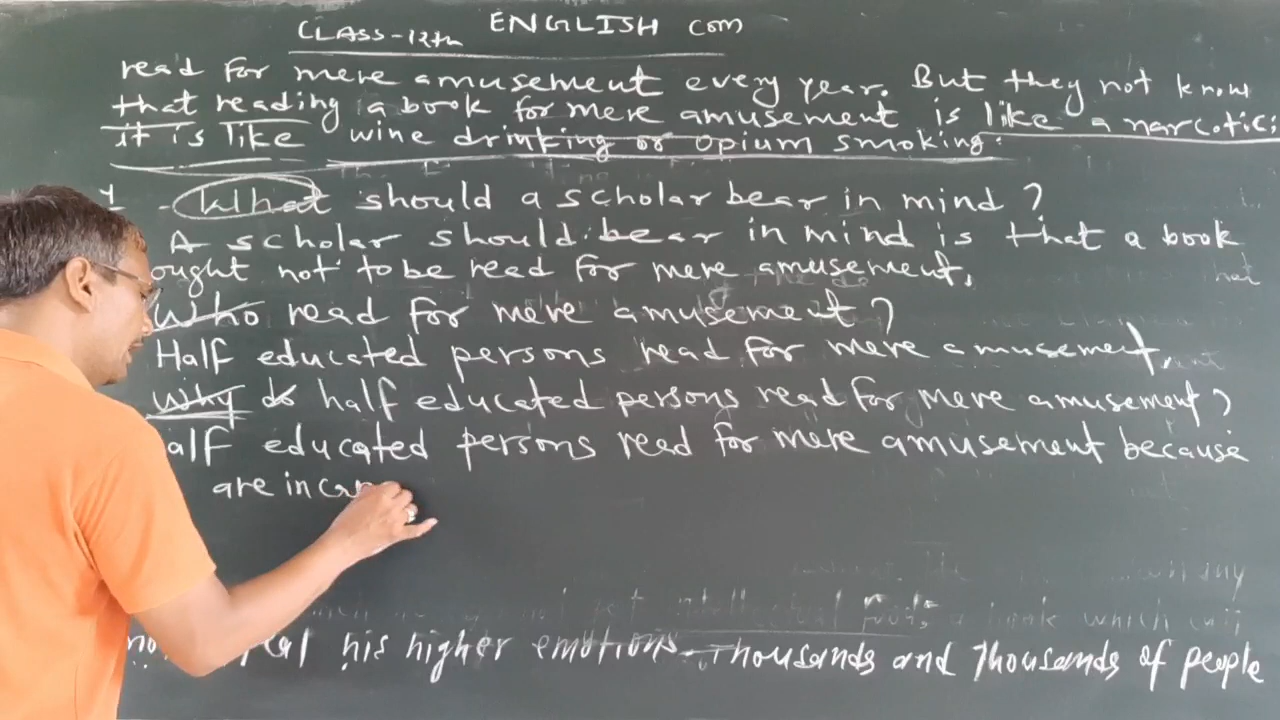 CLASS-12th ENGLISH COM
read for mere amusement every year. But they not know
that reading a book for mere amusement is like a narcotic;
it is like wine drinking or opium smoking.
1 - What should a scholar bear in mind?
A scholar should bear in mind is that a book
ought not to be read for mere amusement.
Who read for mere amusement?
Half educated persons read for mere amusement.
Why do half educated persons read for mere amusement?
alf educated persons read for mere amusement because
are incap
his higher emotions - Thousands and Thousands of people